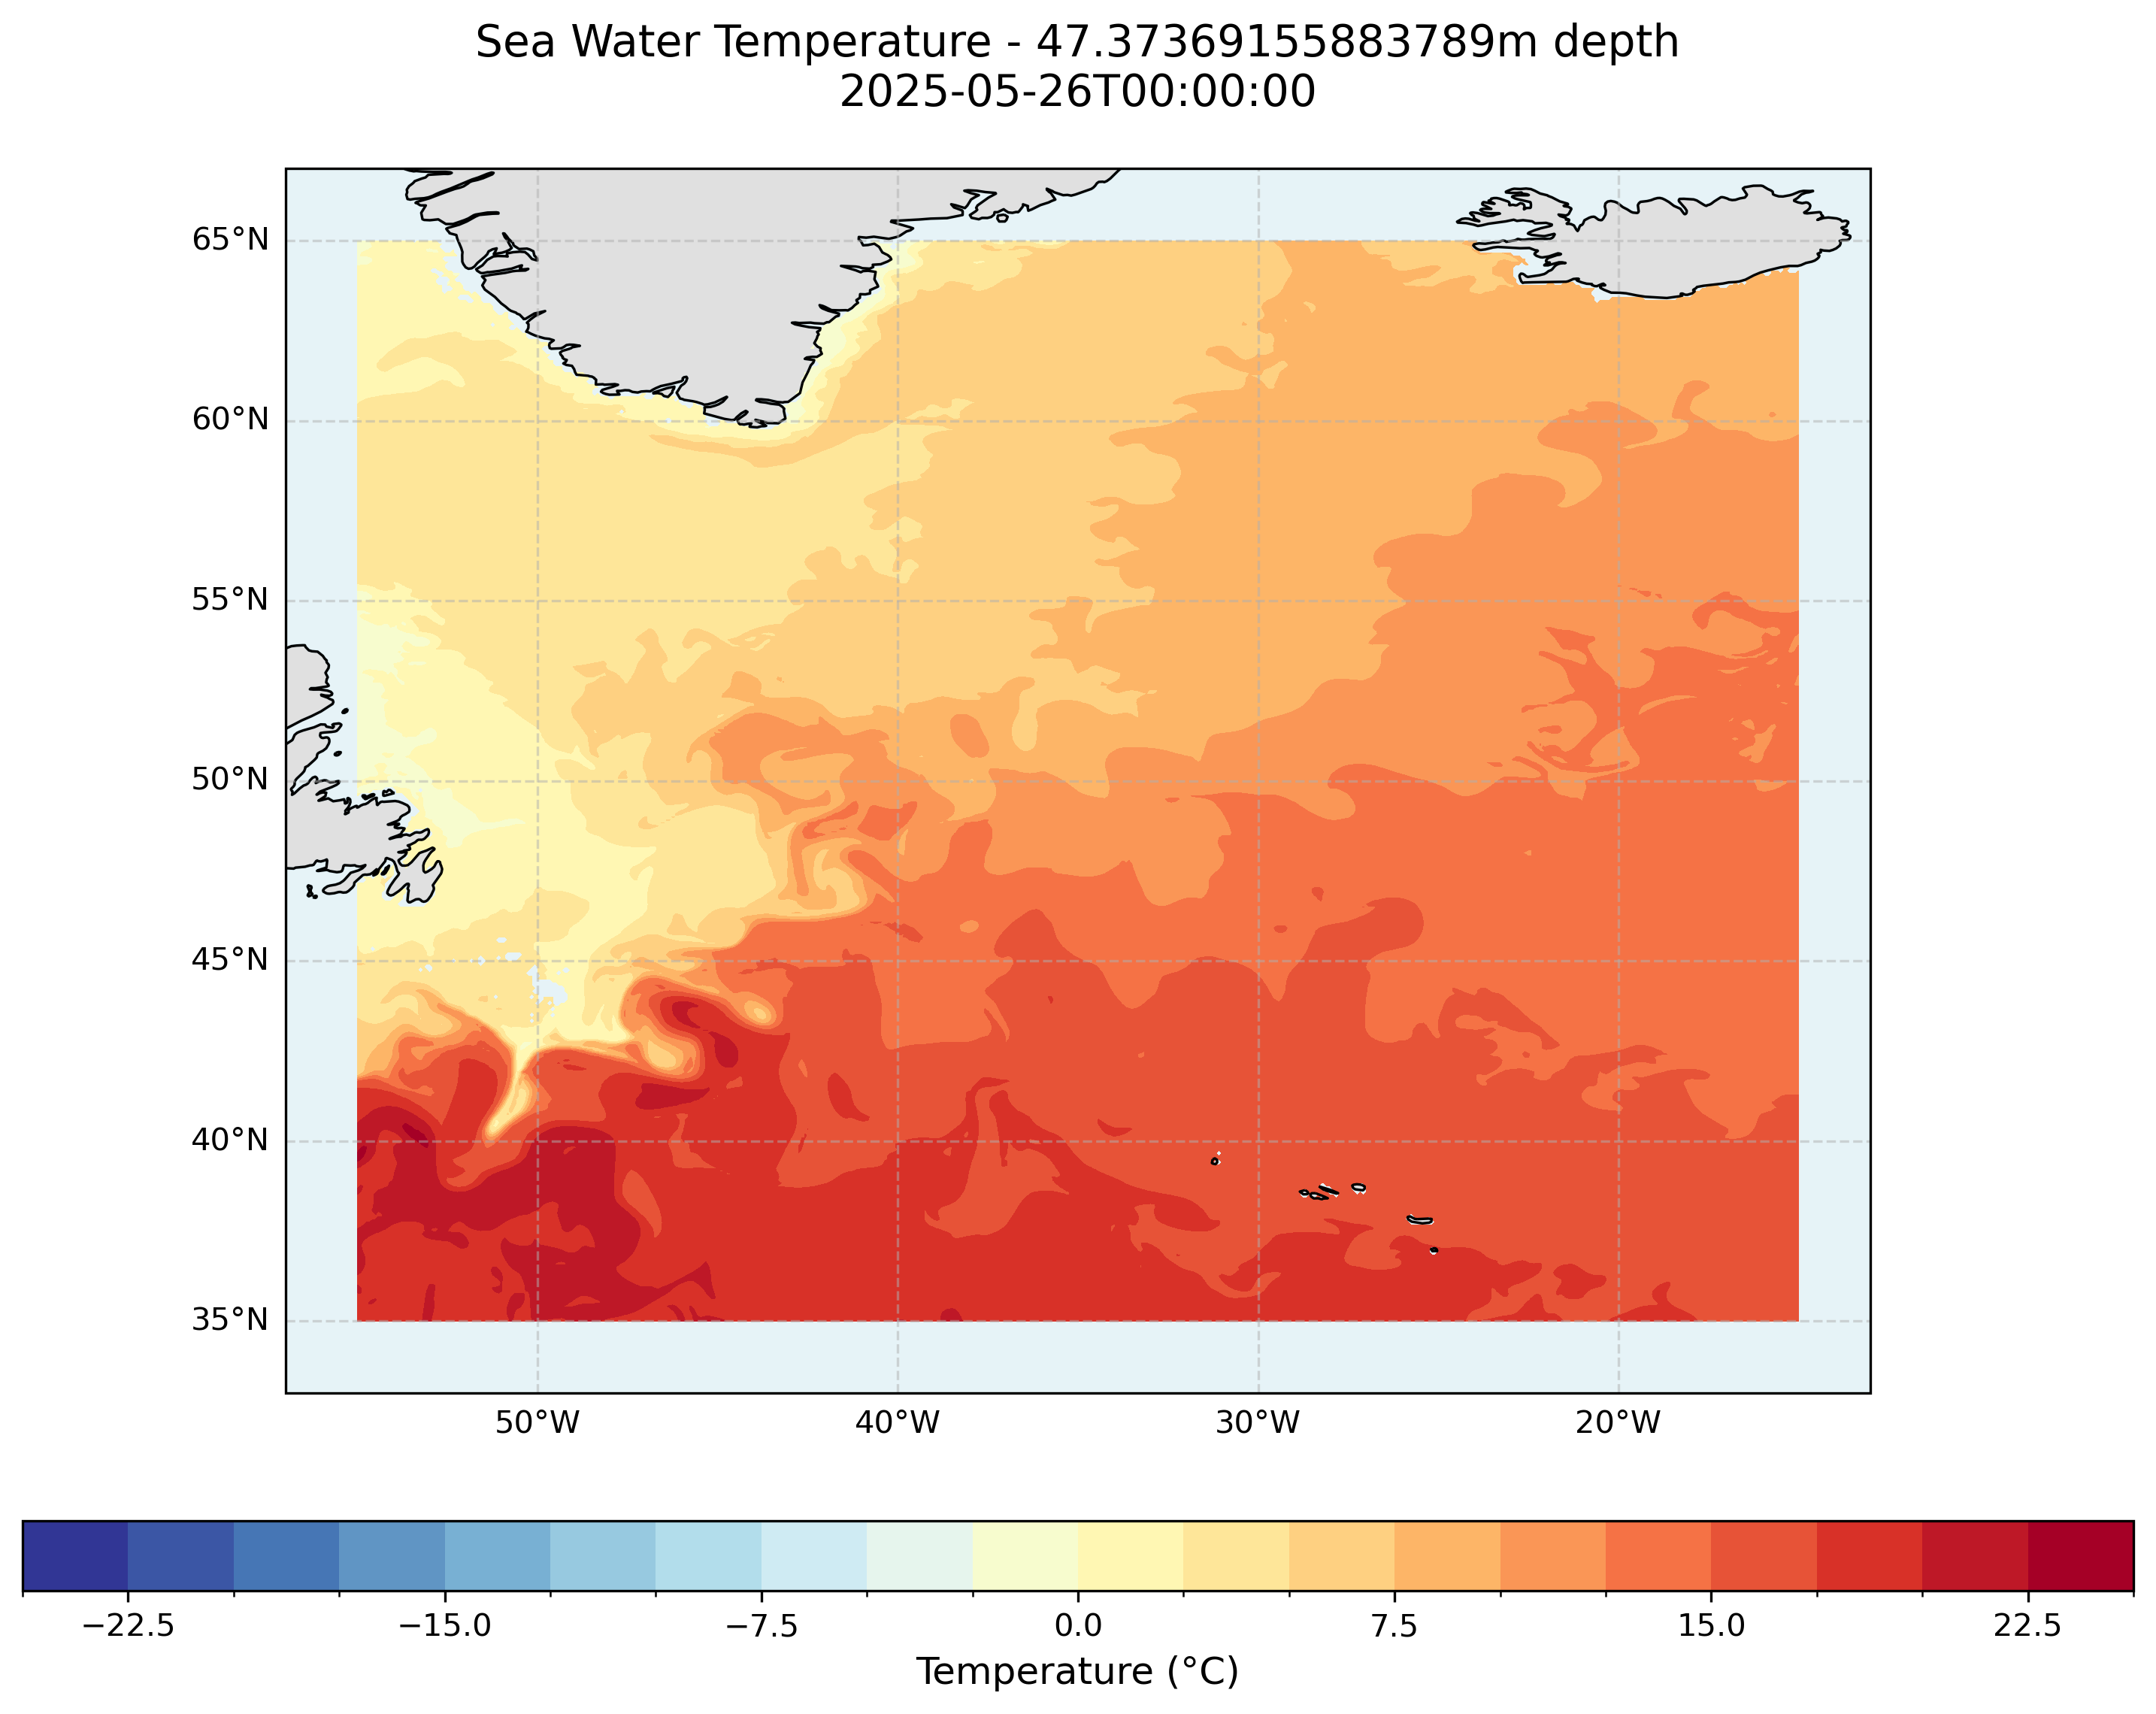 Sea Water Temperature - 47.37369155883789m depth
2025-05-26T00:00:00
65°N
60°N
55°N
50°N
45°N
40°N
35°N
50°W 40°W 30°W 20°W
−22.5 −15.0 −7.5 0.0 7.5 15.0 22.5
Temperature (°C)